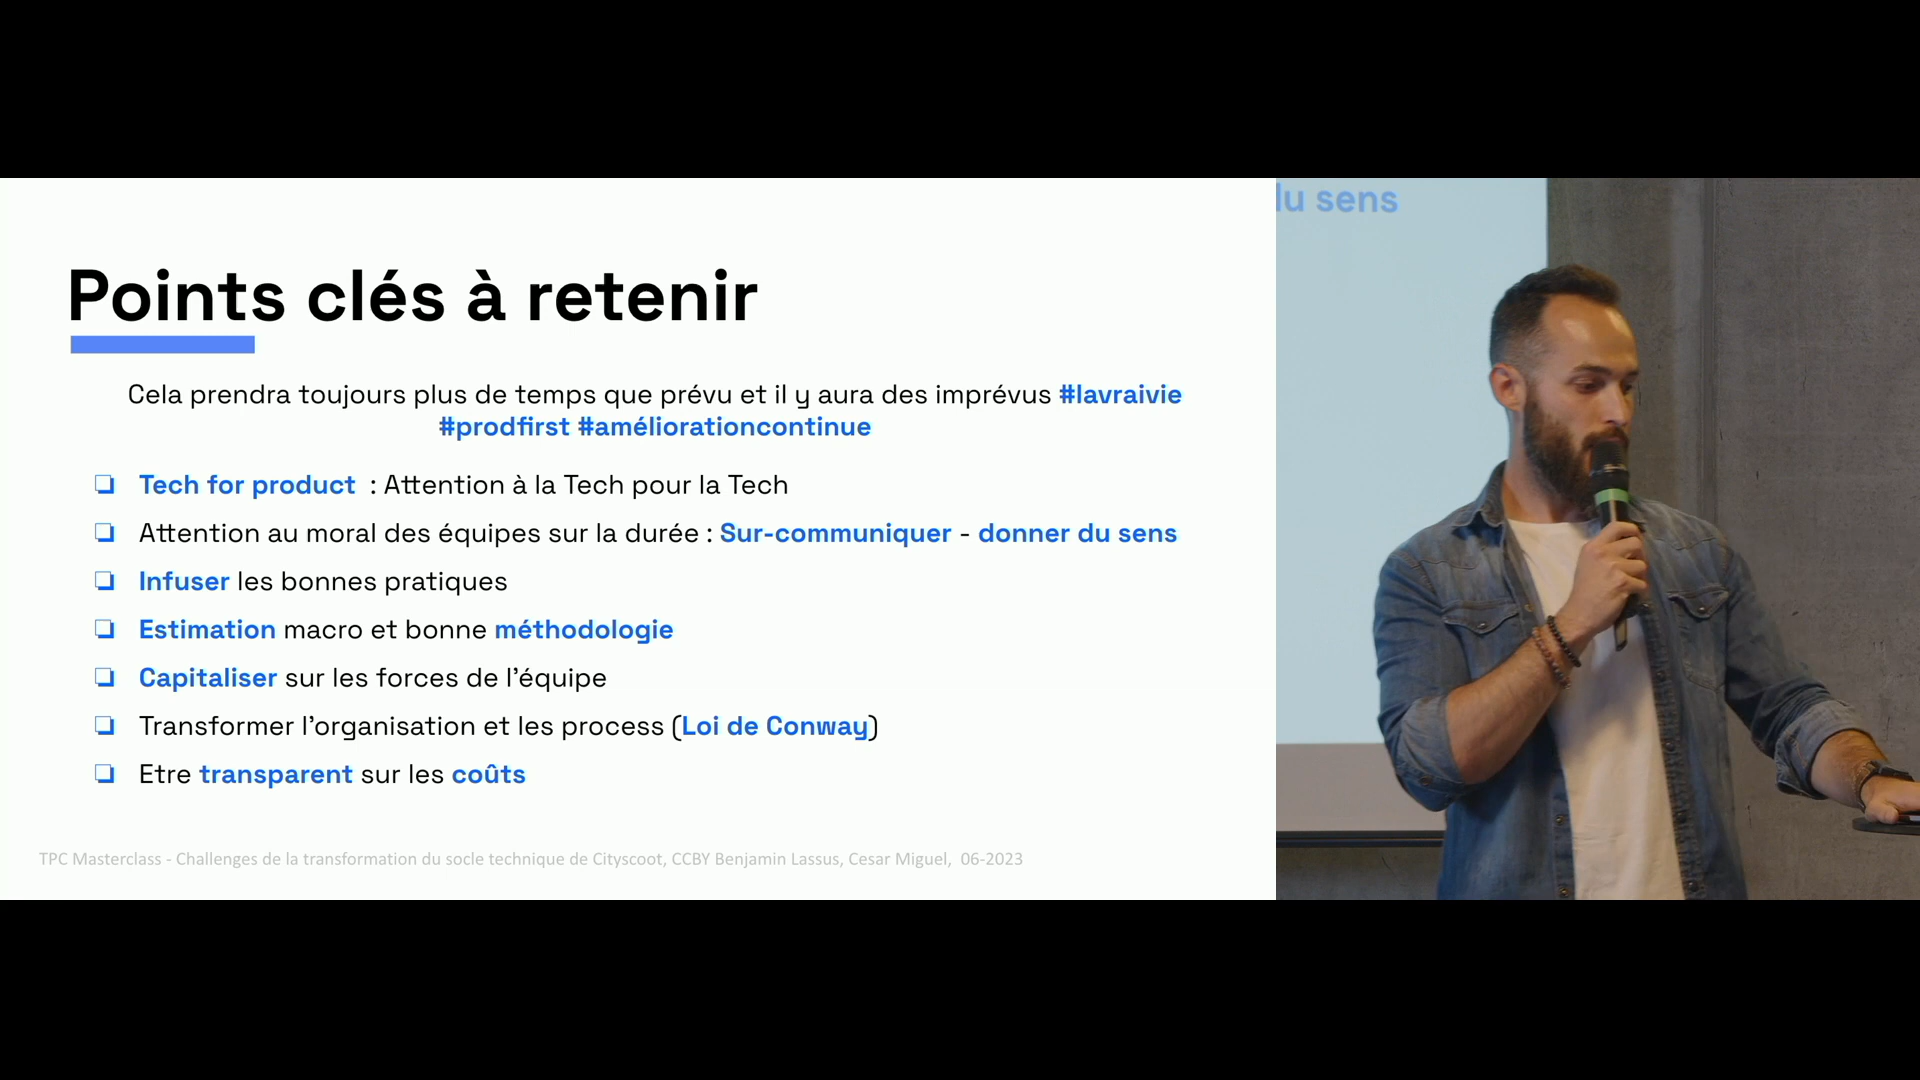 du sens
Points clés à retenir
Cela prendra toujours plus de temps que prévu et il y aura des imprévus #lavraivie
#prodfirst #améliorationcontinue
❏ Tech for product : Attention à la Tech pour la Tech
❏ Attention au moral des équipes sur la durée : Sur-communiquer - donner du sens
❏ Infuser les bonnes pratiques
❏ Estimation macro et bonne méthodologie
❏ Capitaliser sur les forces de l’équipe
❏ Transformer l’organisation et les process (Loi de Conway)
❏ Etre transparent sur les coûts
TPC Masterclass - Challenges de la transformation du socle technique de Cityscoot, CCBY Benjamin Lassus, Cesar Miguel, 06-2023